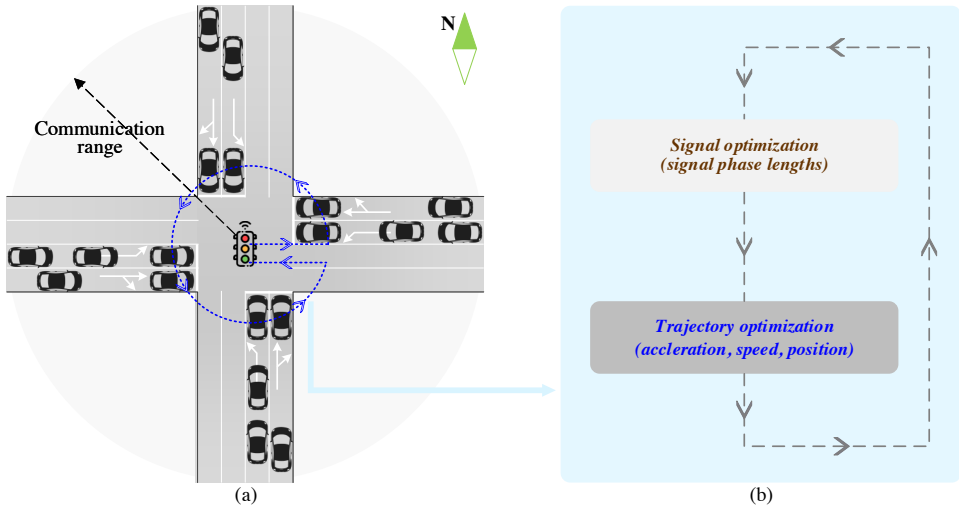 N
Communication
range
Signal optimization
(signal phase lengths)
Trajectory optimization
(accleration, speed, position)
(a)
(b)